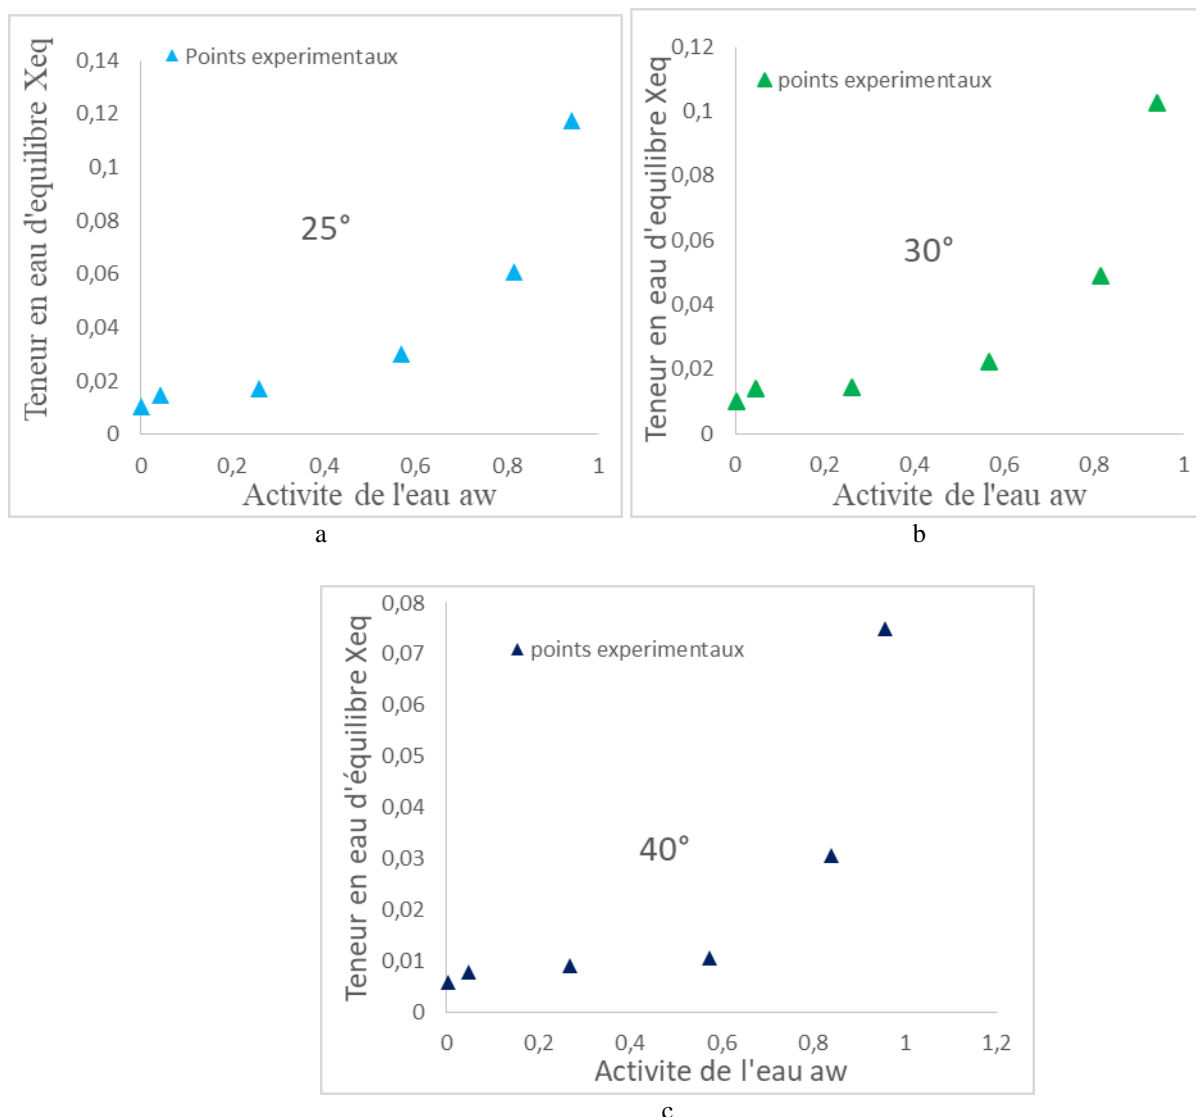 Points experimentaux
Teneur en eau d'equilibre Xeq
0,14
0,12
0,1
0,08
0,06
0,04
0,02
0
25°
0 0,2 0,4 0,6 0,8 1
Activite de l'eau aw
a
points experimentaux
Teneur en eau d'equilibre Xeq
0,12
0,1
0,08
0,06
0,04
0,02
0
30°
0 0,2 0,4 0,6 0,8 1
Activite de l'eau aw
b
points experimentaux
Teneur en eau d'équilibre Xeq
0,08
0,07
0,06
0,05
0,04
0,03
0,02
0,01
0
40°
0 0,2 0,4 0,6 0,8 1 1,2
Activite de l'eau aw
c